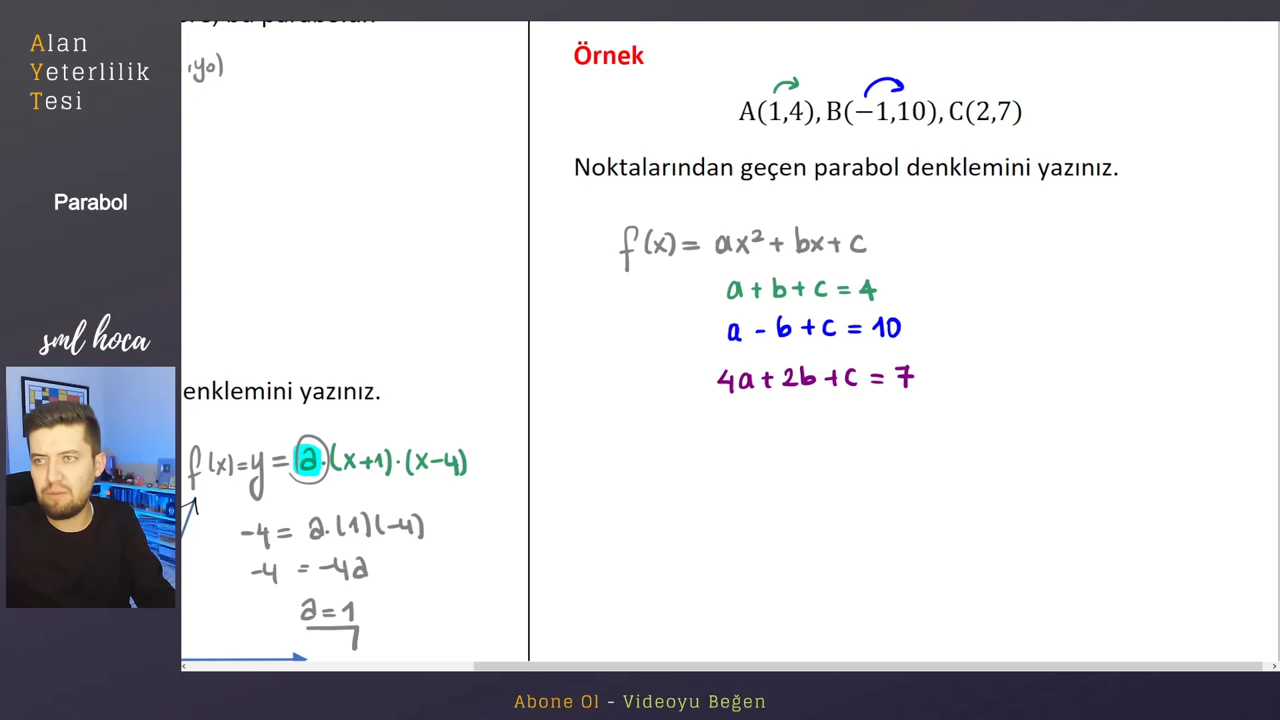 Alan
Yeterlilik
Tesi
Parabol
sml hoca
,yo)
enklemini yazınız.
f(x)=y=a·(x+1)·(x-4)
-4= a·(1)(-4)
-4 = -4a
a=1
Örnek
A(1,4), B(−1,10), C(2,7)
Noktalarından geçen parabol denklemini yazınız.
f(x)= ax²+ bx+ c
a+b+c=4
a-b+c=10
4a+2b+c=7
Abone Ol - Videoyu Beğen